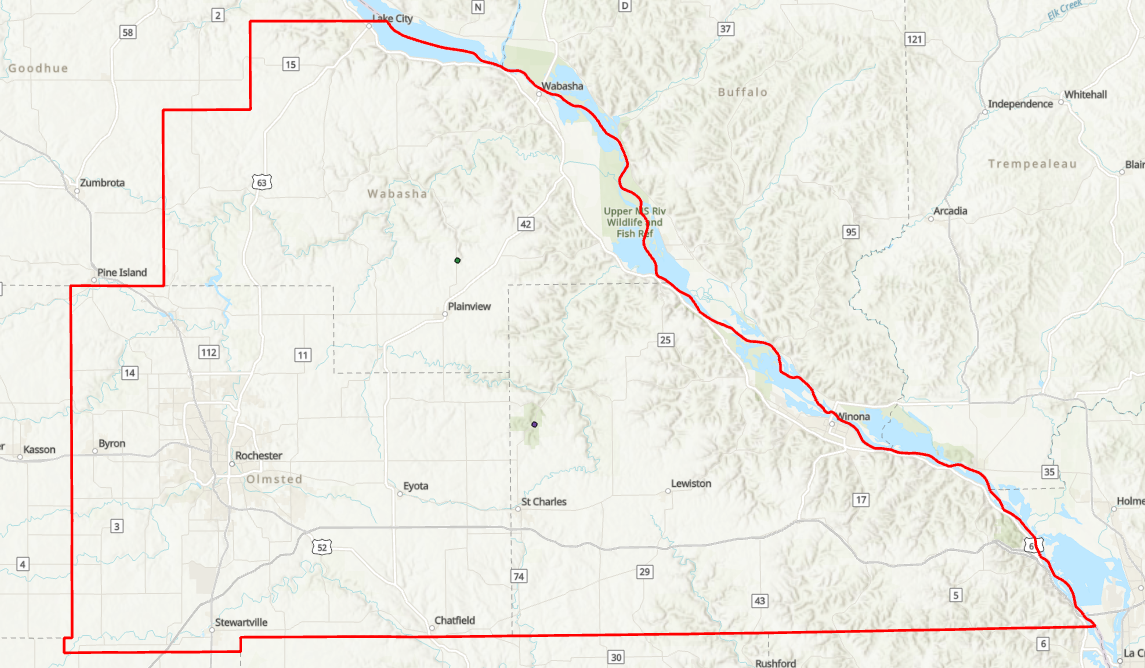 Lake City
N
D
Elk Creek
2
58
37
121
15
Goodhue
Wabasha
Buffalo
Whitehall
Independence
Trempealeau
Blair
Zumbrota
63
Wabasha
Arcadia
Upper MS Riv
Wildlife and
Fish Ref
42
95
Pine Island
Plainview
25
112
11
14
Winona
Byron
Kasson
Rochester
Olmsted
35
Eyota
Lewiston
St Charles
17
Holme
3
52
6
4
74
29
43
5
Stewartville
Chatfield
30
6
La C
Rushford